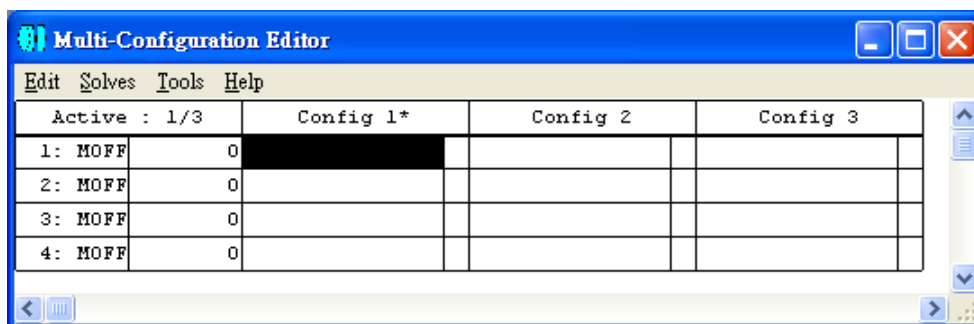 Multi-Configuration Editor
Edit Solves Tools Help
Active : 1/3 Config 1* Config 2 Config 3
1: MOFF 0
2: MOFF 0
3: MOFF 0
4: MOFF 0